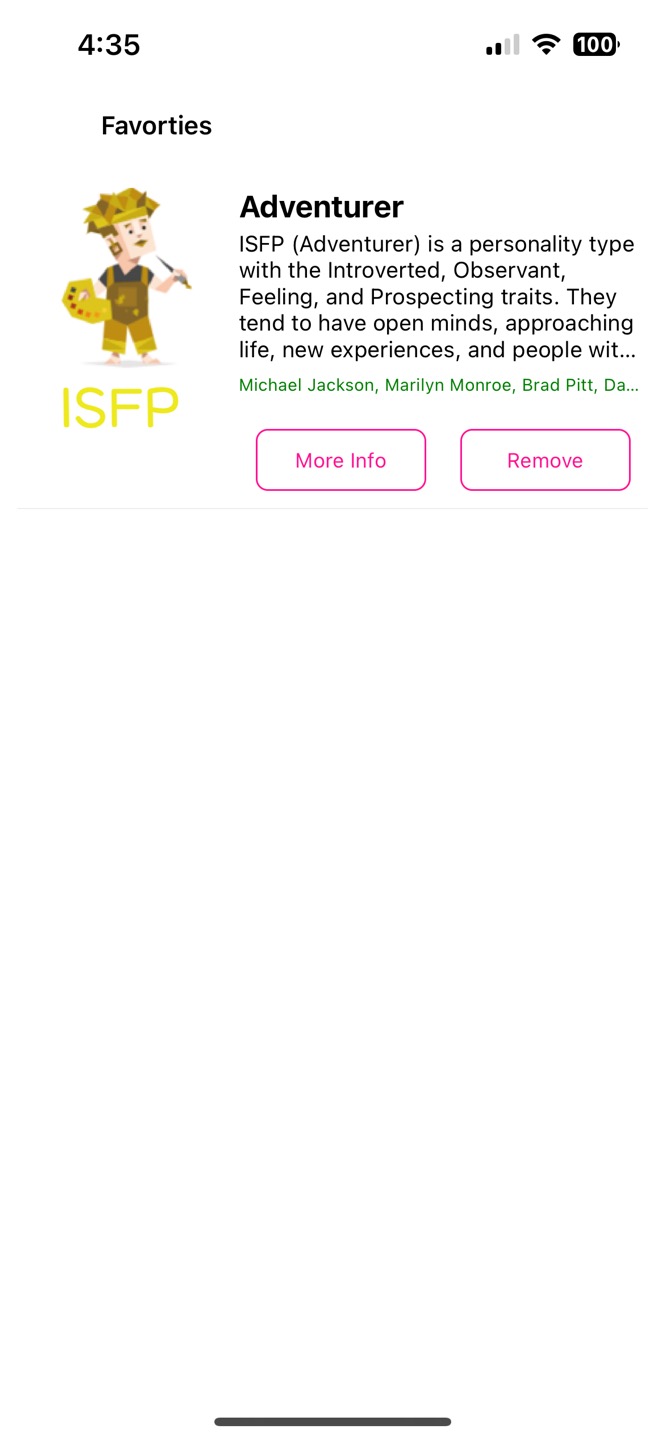 4:35
100
Favorties
Adventurer
ISFP (Adventurer) is a personality type
with the Introverted, Observant,
Feeling, and Prospecting traits. They
tend to have open minds, approaching
life, new experiences, and people wit...
Michael Jackson, Marilyn Monroe, Brad Pitt, Da...
ISFP
More Info
Remove